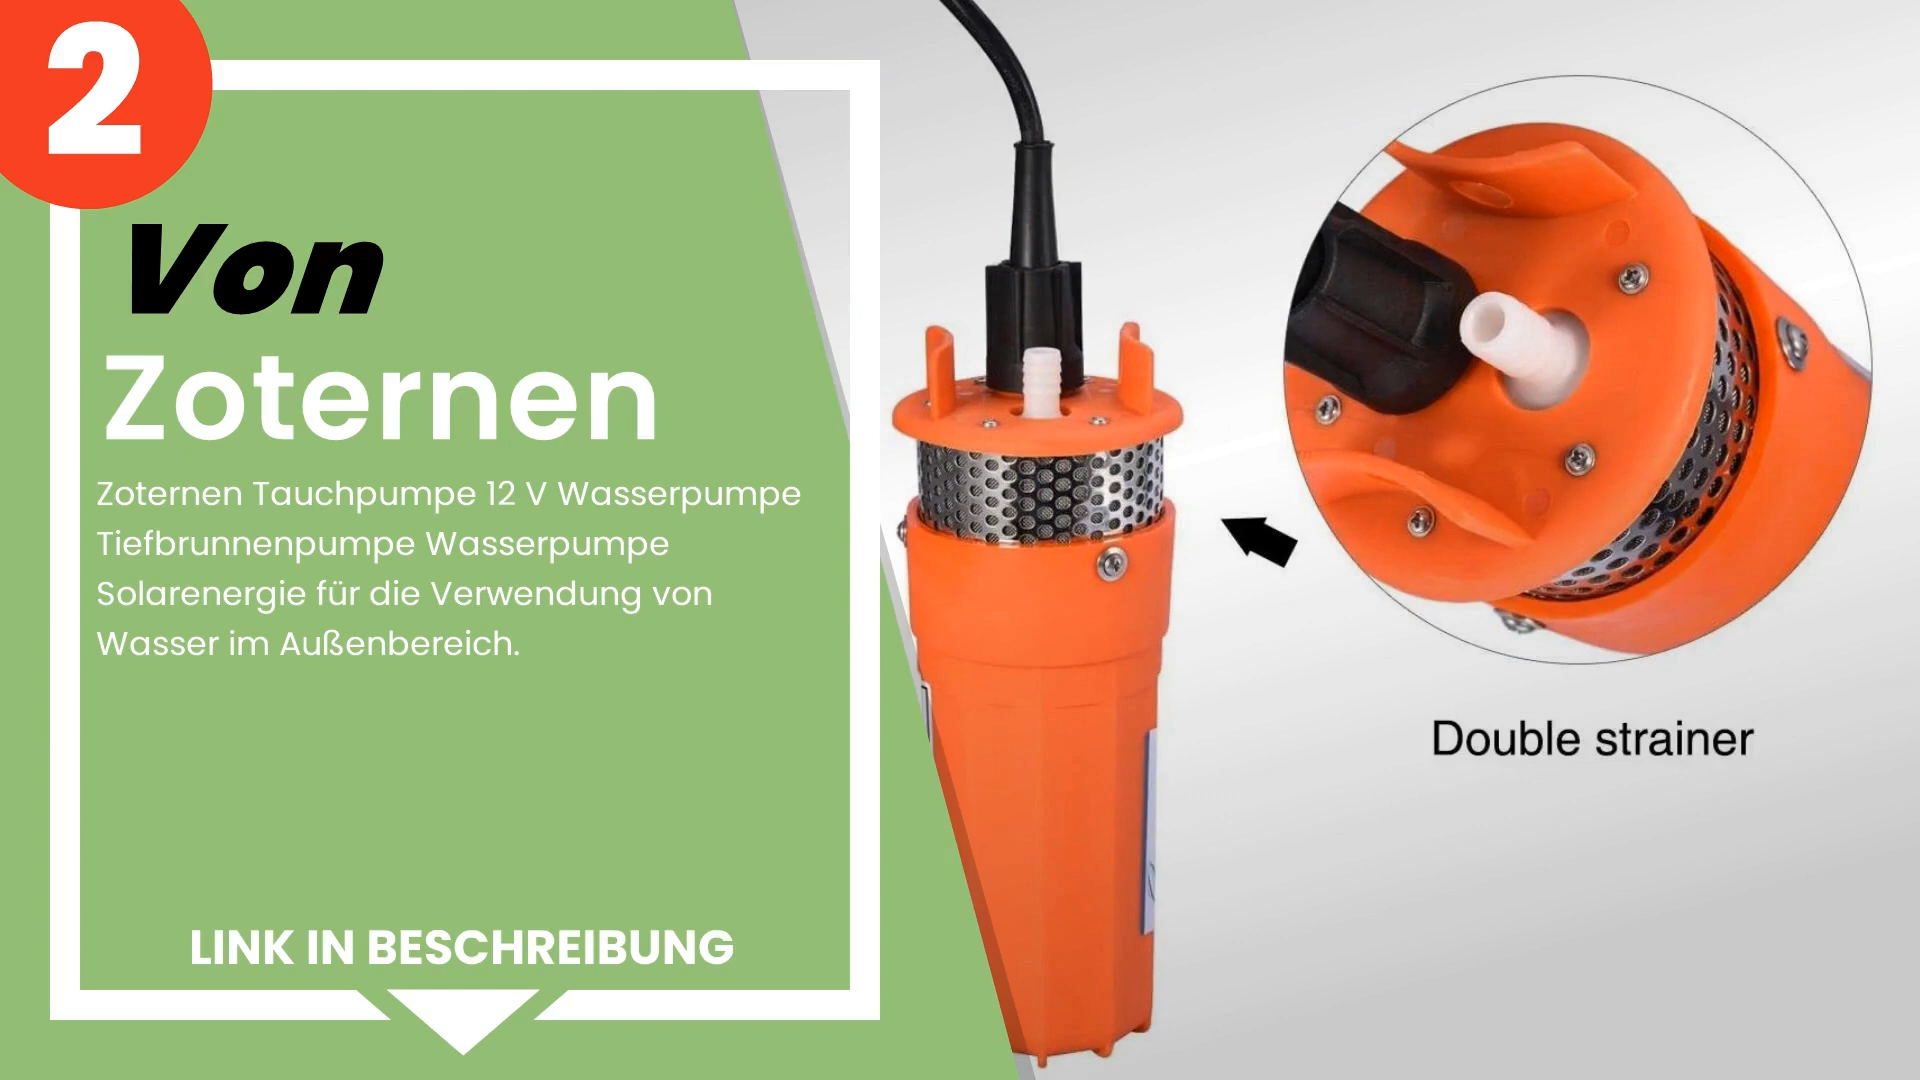 2
Von
Zoternen
Zoternen Tauchpumpe 12 V Wasserpumpe
Tiefbrunnenpumpe Wasserpumpe
Solarenergie für die Verwendung von
Wasser im Außenbereich.
LINK IN BESCHREIBUNG
Double strainer